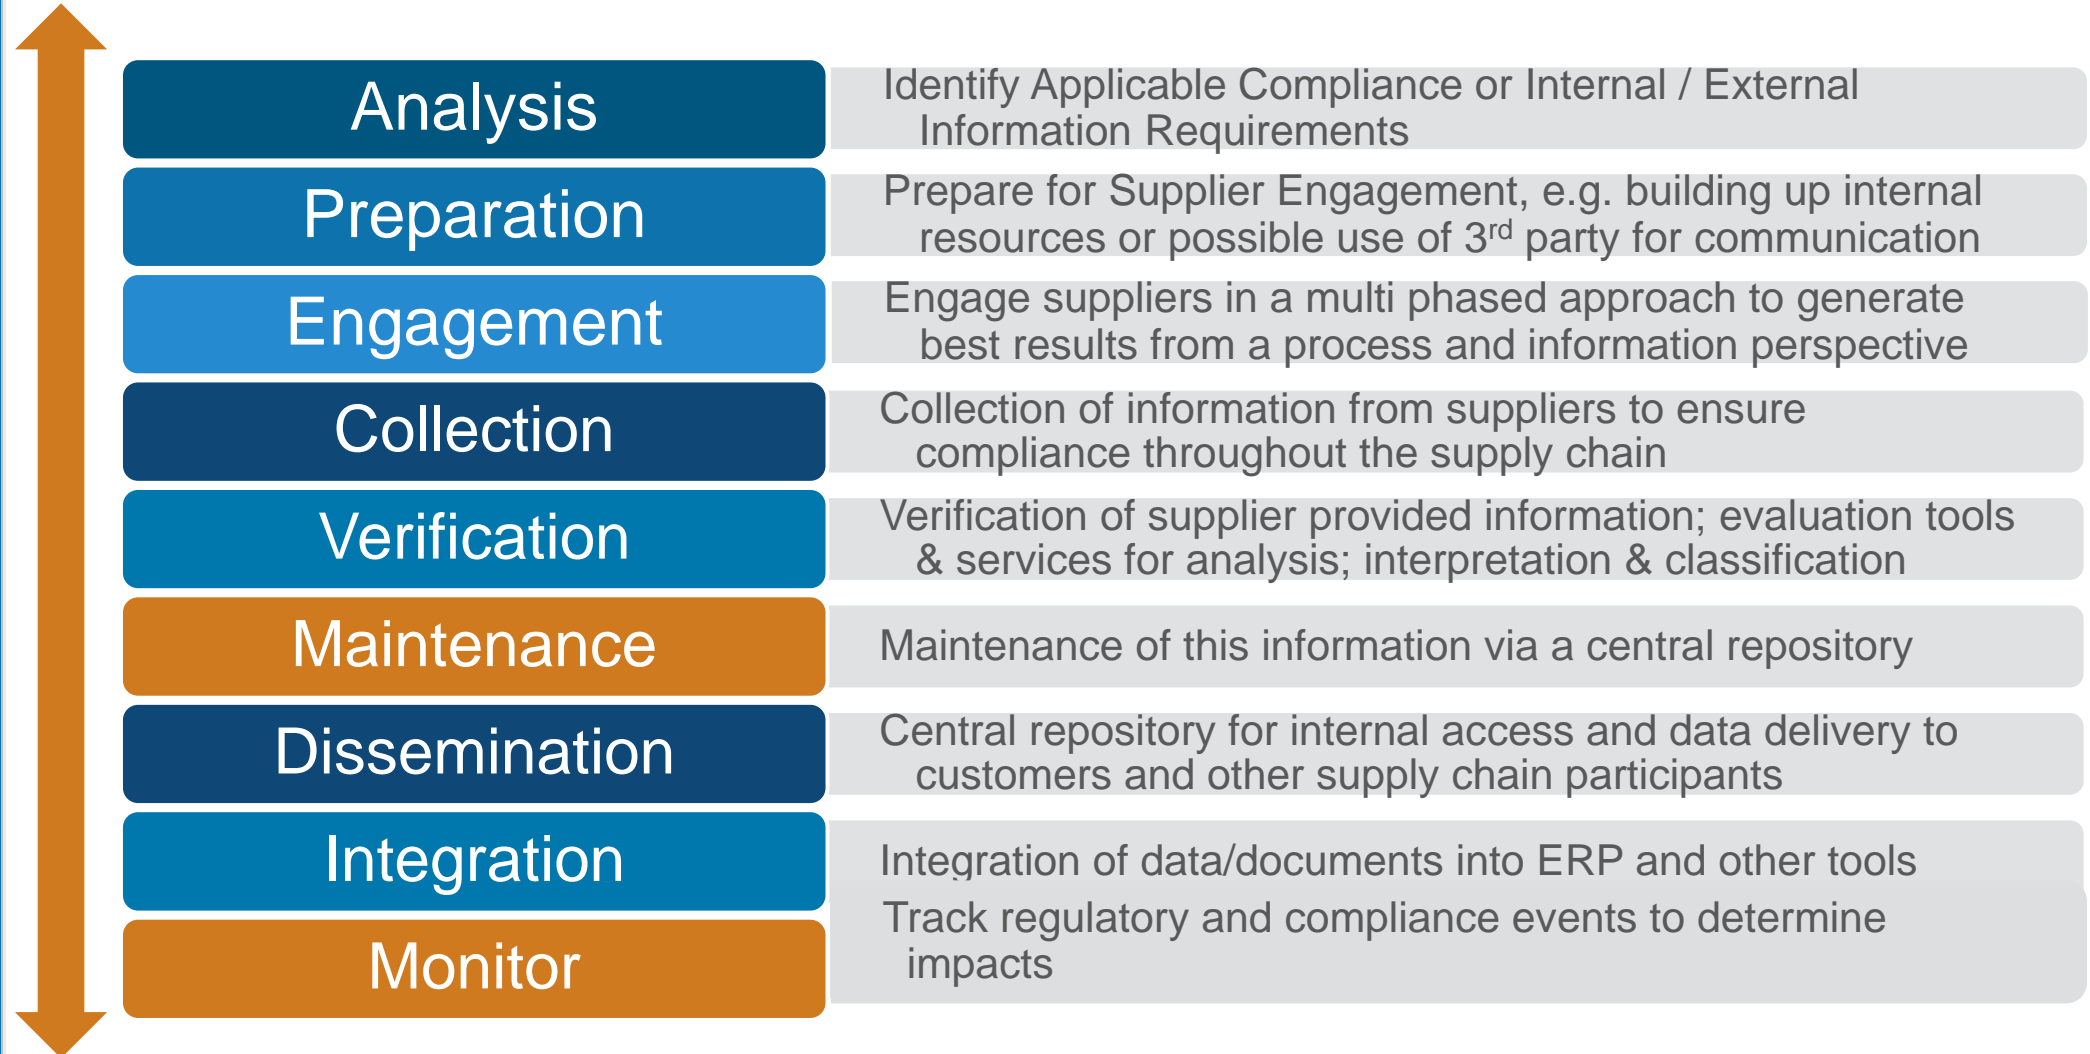 Analysis
Identify Applicable Compliance or Internal / External
Information Requirements
Preparation
Prepare for Supplier Engagement, e.g. building up internal
resources or possible use of 3rd party for communication
Engagement
Engage suppliers in a multi phased approach to generate
best results from a process and information perspective
Collection
Collection of information from suppliers to ensure
compliance throughout the supply chain
Verification
Verification of supplier provided information; evaluation tools
& services for analysis; interpretation & classification
Maintenance
Maintenance of this information via a central repository
Dissemination
Central repository for internal access and data delivery to
customers and other supply chain participants
Integration
Integration of data/documents into ERP and other tools
Monitor
Track regulatory and compliance events to determine
impacts